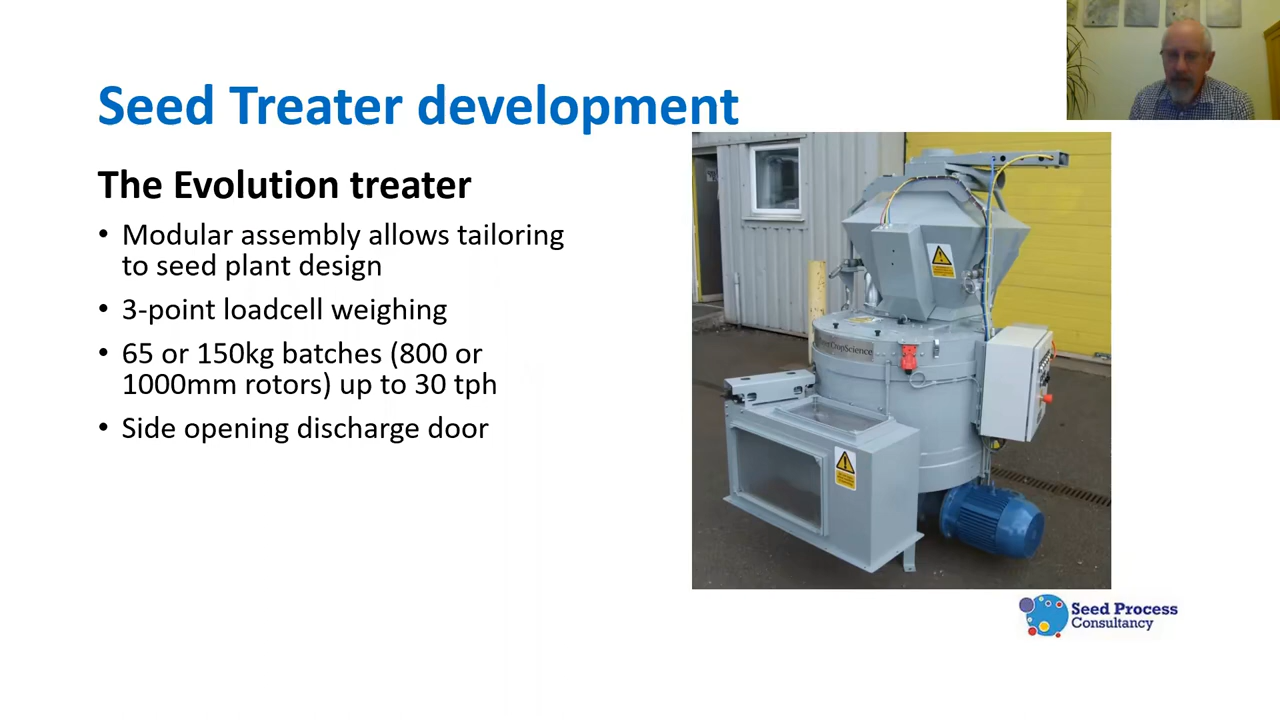 Seed Treater development
The Evolution treater
• Modular assembly allows tailoring
to seed plant design
• 3-point loadcell weighing
• 65 or 150kg batches (800 or
1000mm rotors) up to 30 tph
• Side opening discharge door
CropScience
Seed Process
Consultancy